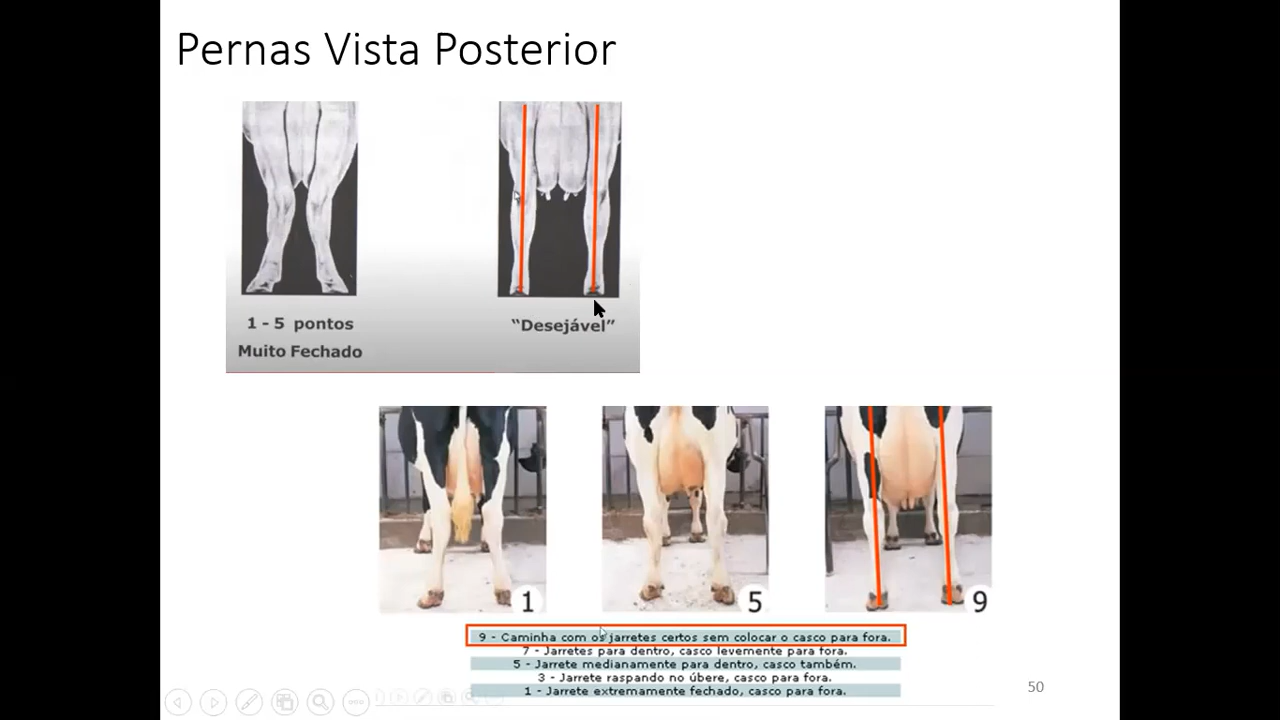 Pernas Vista Posterior
1 - 5 pontos
Muito Fechado
“Desejável”
1
5
9
9 - Caminha com os jarretes certos sem colocar o casco para fora.
7 - Jarretes para dentro, casco levemente para fora.
5 - Jarrete medianamente para dentro, casco também.
3 - Jarrete raspando no úbere, casco para fora.
1 - Jarrete extremamente fechado, casco para fora.
50